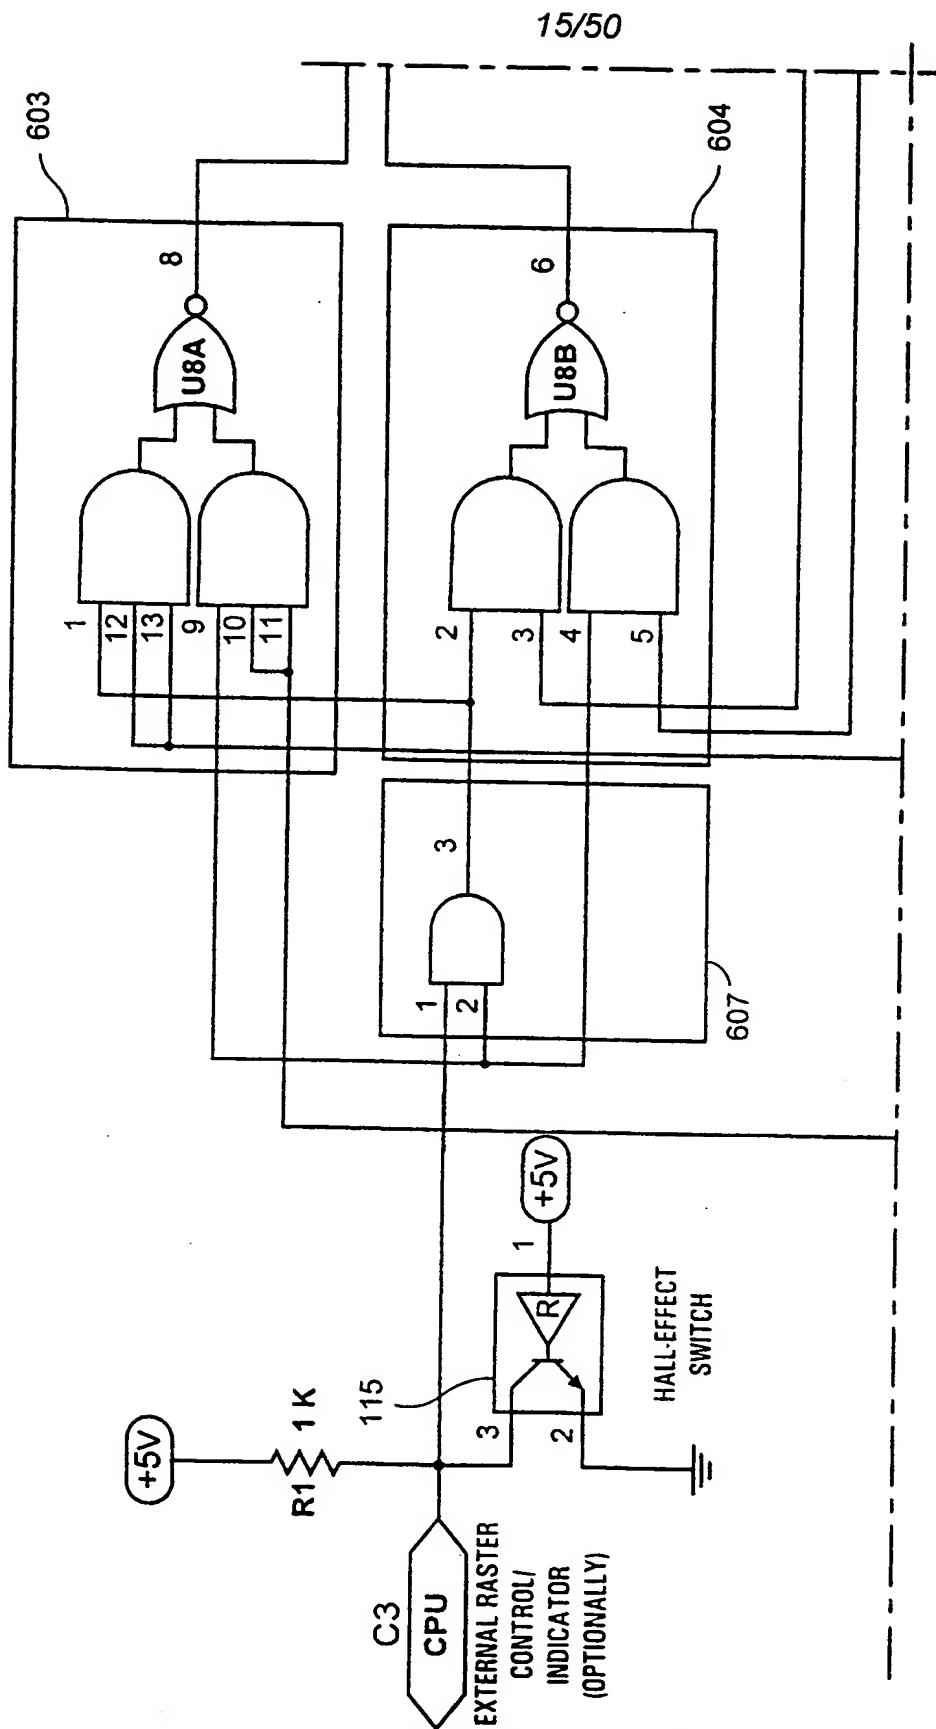 15/50
603
8
U8A
1
12
13
9
10
11
604
6
U8B
2
3
4
5
3
1
2
607
+5V
R1
1 K
115
3
2
1
+5V
R
HALL-EFFECT
SWITCH
C3
CPU
EXTERNAL RASTER
CONTROL/
INDICATOR
(OPTIONALLY)